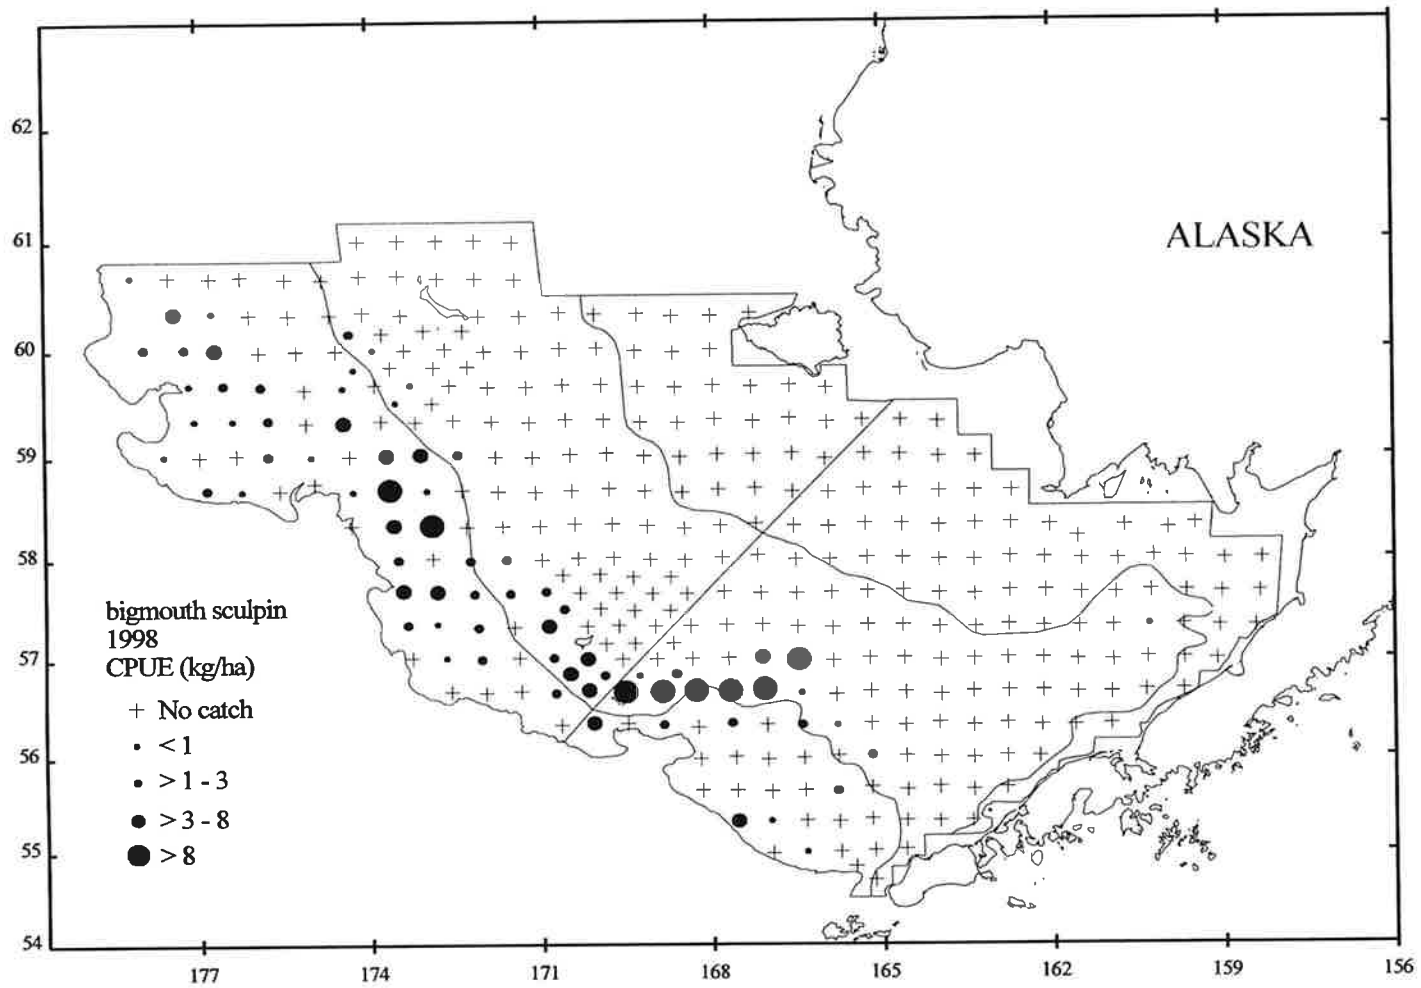 62
61
60
59
58
57
56
55
54
ALASKA
bigmouth sculpin
1998
CPUE (kg/ha)
+ No catch
< 1
> 1 - 3
> 3 - 8
> 8
177 174 171 168 165 162 159 156